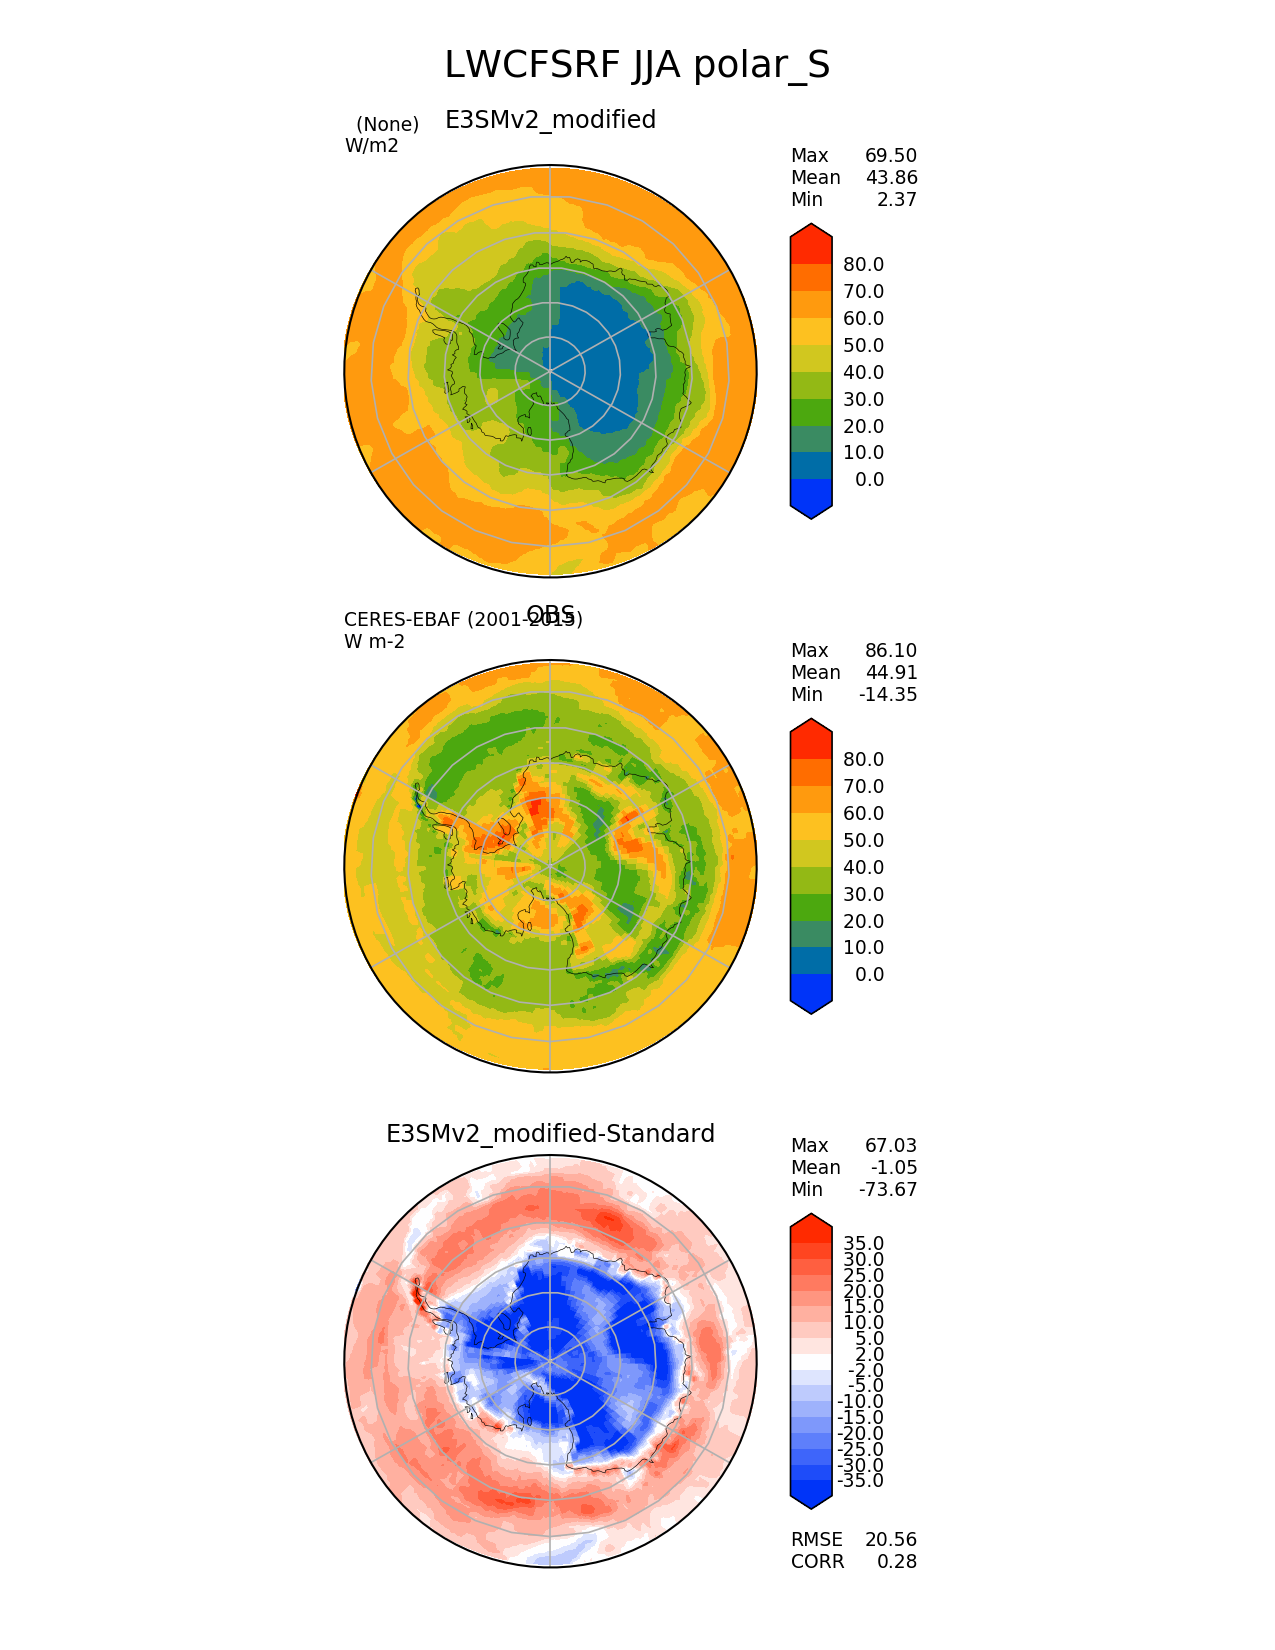 LWCFSRF JJA polar_S
(None)
E3SMv2_modified
W/m2
Max 69.50
Mean 43.86
Min 2.37
80.0
70.0
60.0
50.0
40.0
30.0
20.0
10.0
0.0
OBS
CERES-EBAF (2001-2015)
W m-2
Max 86.10
Mean 44.91
Min -14.35
80.0
70.0
60.0
50.0
40.0
30.0
20.0
10.0
0.0
E3SMv2_modified-Standard
Max 67.03
Mean -1.05
Min -73.67
35.0
30.0
25.0
20.0
15.0
10.0
5.0
2.0
-2.0
-5.0
-10.0
-15.0
-20.0
-25.0
-30.0
-35.0
RMSE 20.56
CORR 0.28